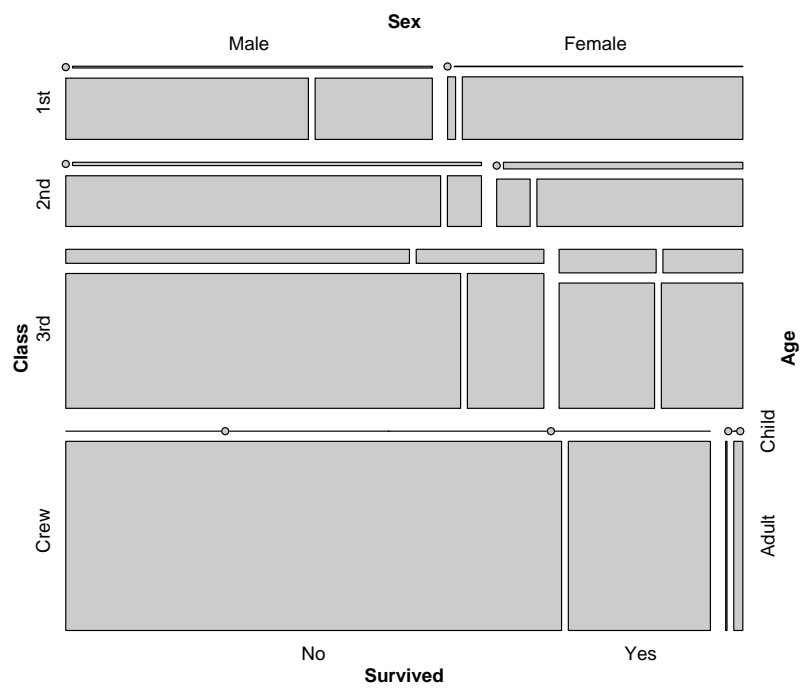 Sex
Male Female
1st
2nd
3rd
Crew
Class
Age
Child
Adult
No Yes
Survived